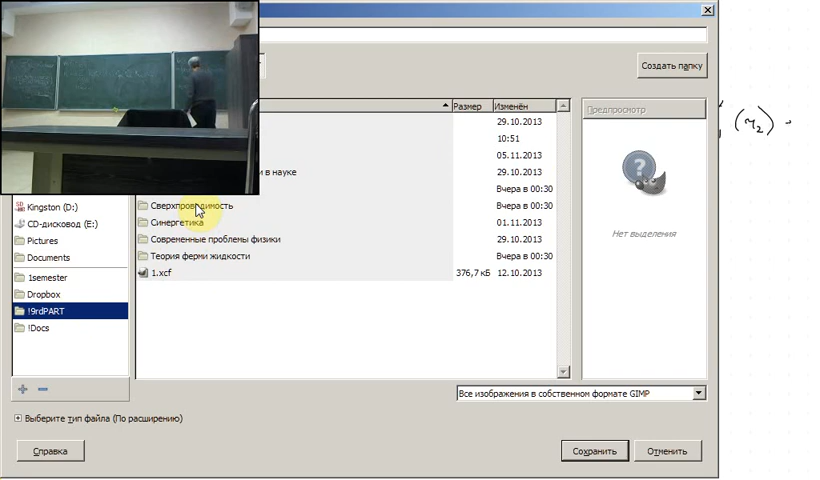 Создать папку
Размер
Изменён
Предпросмотр
29.10.2013
10:51
05.11.2013
и в науке
29.10.2013
Вчера в 00:30
Kingston (D:)
Сверхпроводимость
Вчера в 00:30
CD-дисковод (E:)
Синергетика
01.11.2013
Pictures
Современные проблемы физики
29.10.2013
Нет выделения
Documents
Теория ферми жидкости
Вчера в 00:30
1semester
1.xcf
376,7 кБ
12.10.2013
Dropbox
!9rdPART
!Docs
Все изображения в собственном формате GIMP
Выберите тип файла (По расширению)
Справка
Сохранить
Отменить